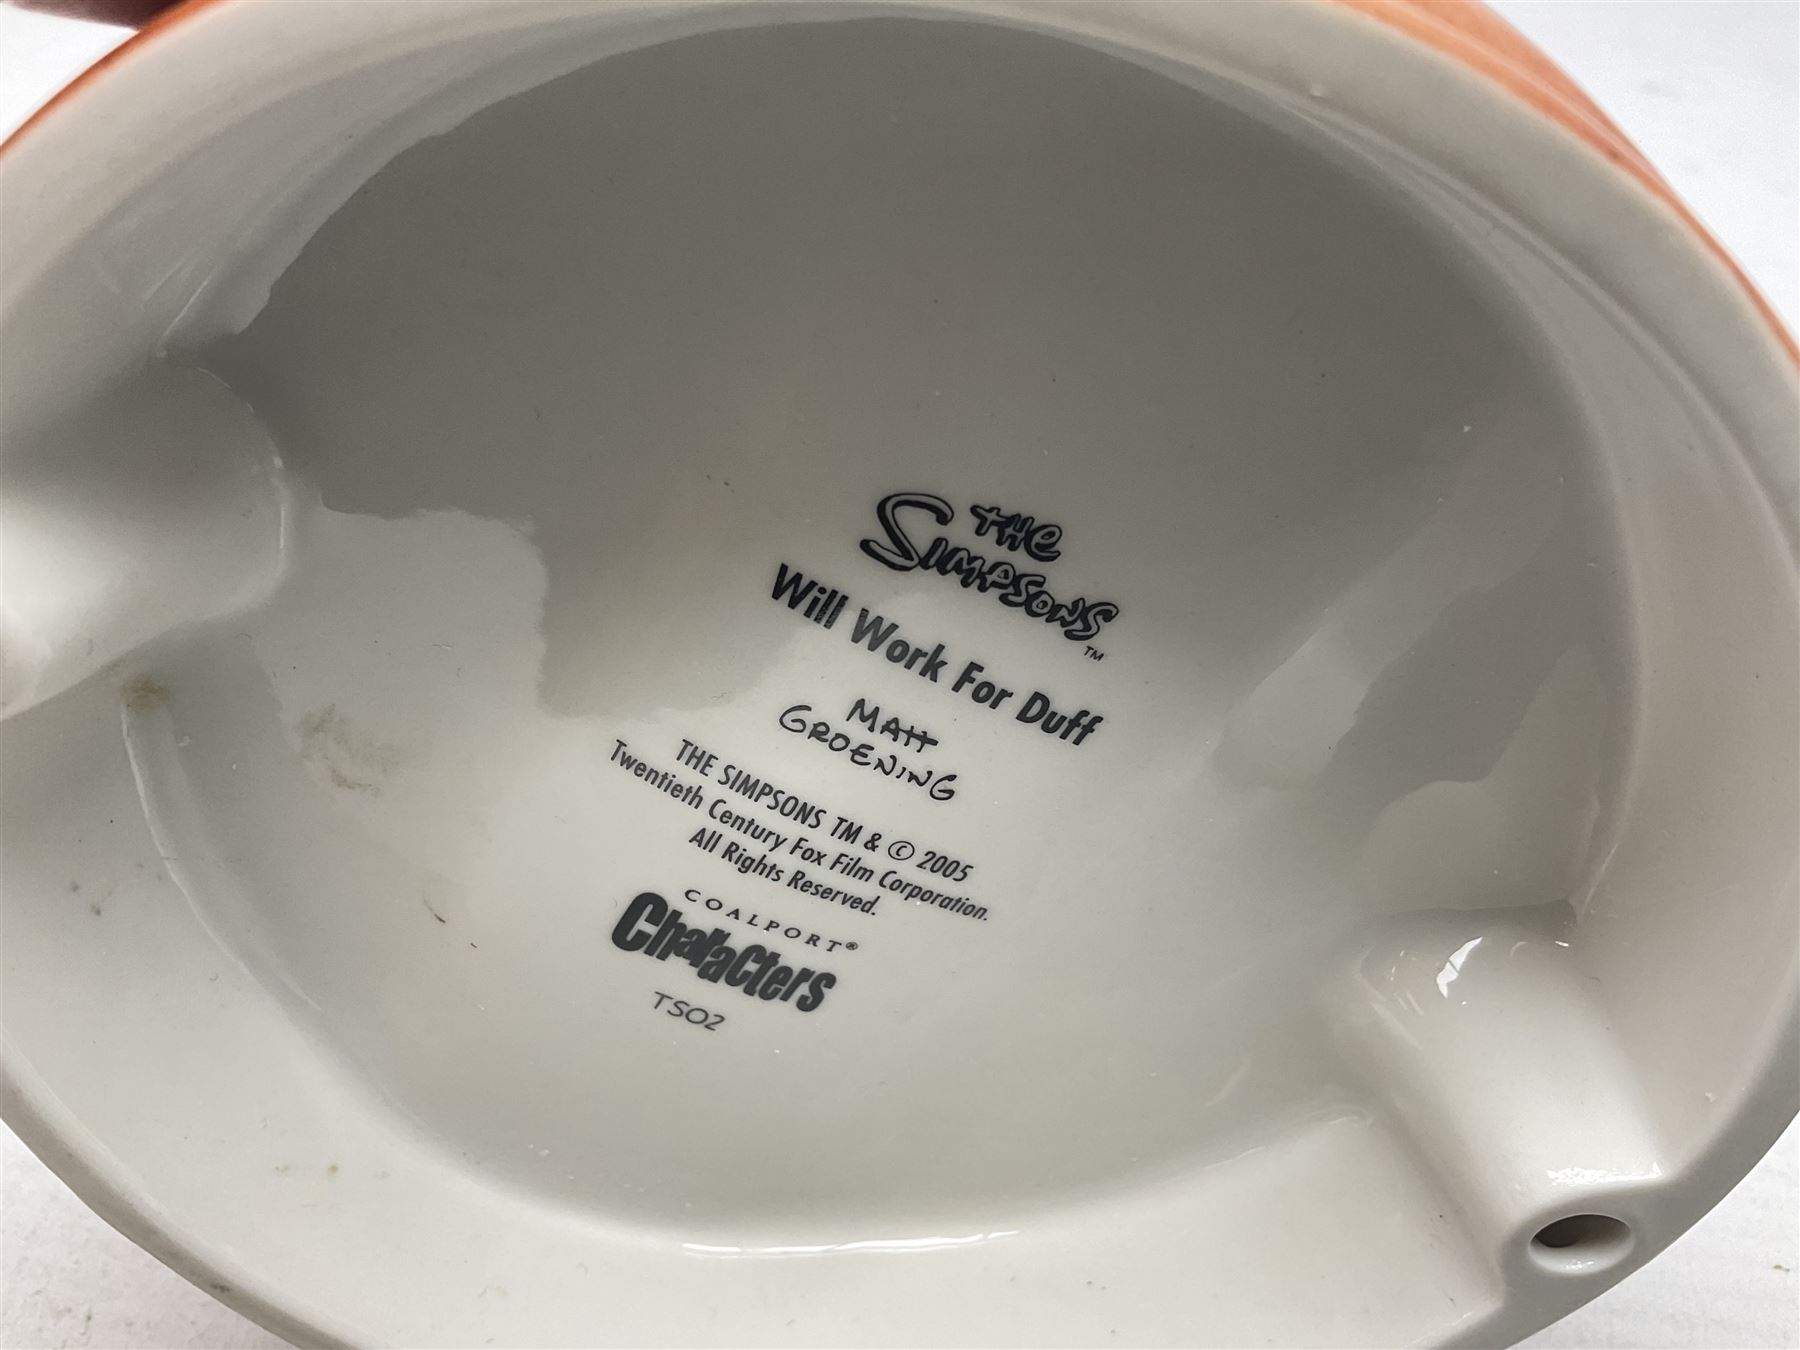 THE
SIMPSONS
TM
Will Work For Duff
MATT
GROENING
THE SIMPSONS TM & © 2005
Twentieth Century Fox Film Corporation.
All Rights Reserved.
COALPORT®
Characters
TS02